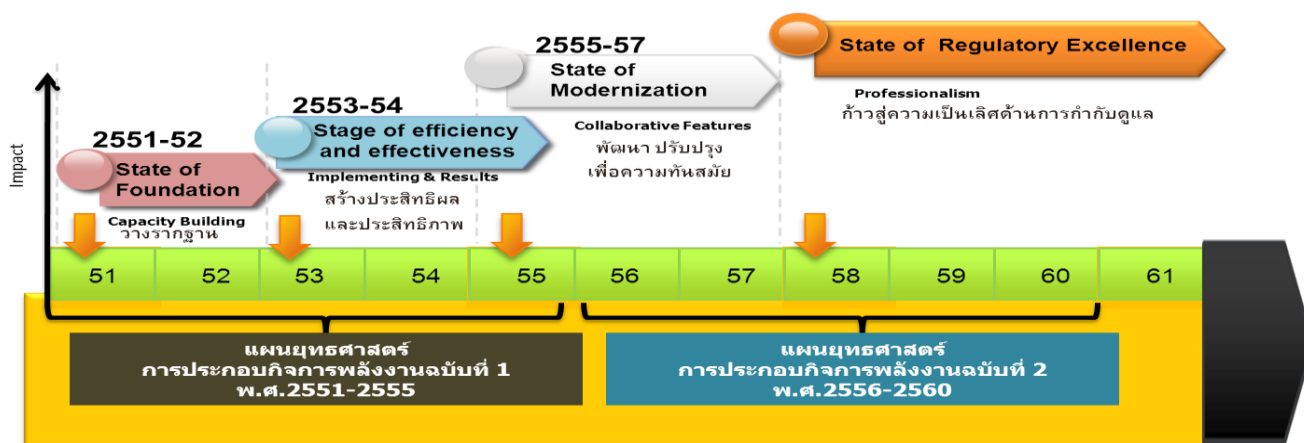 2555-57
State of Regulatory Excellence
State of
Modernization
Professionalism
ก้าวสู่ความเป็นเลิศด้านการกำกับดูแล
2553-54
Stage of efficiency
and effectiveness
Collaborative Features
พัฒนา ปรับปรุง
เพื่อความทันสมัย
2551-52
State of
Foundation
Implementing & Results
สร้างประสิทธิผล
และประสิทธิภาพ
Capacity Building
วางรากฐาน
Impact
51 52 53 54 55 56 57 58 59 60 61
แผนยุทธศาสตร์
การประกอบกิจการพลังงานฉบับที่ 1
พ.ศ.2551-2555
แผนยุทธศาสตร์
การประกอบกิจการพลังงานฉบับที่ 2
พ.ศ.2556-2560